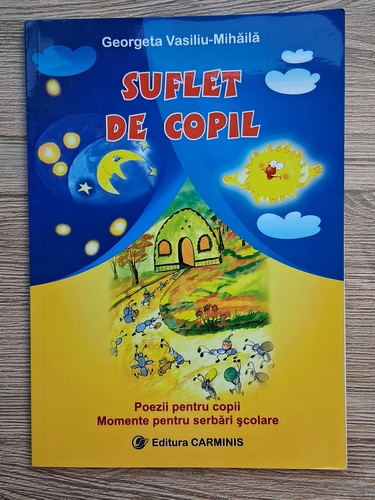 Georgeta Vasiliu-Mihăilă
SUFLET
DE COPIL
Poezii pentru copii
Momente pentru serbări şcolare
Editura CARMINIS